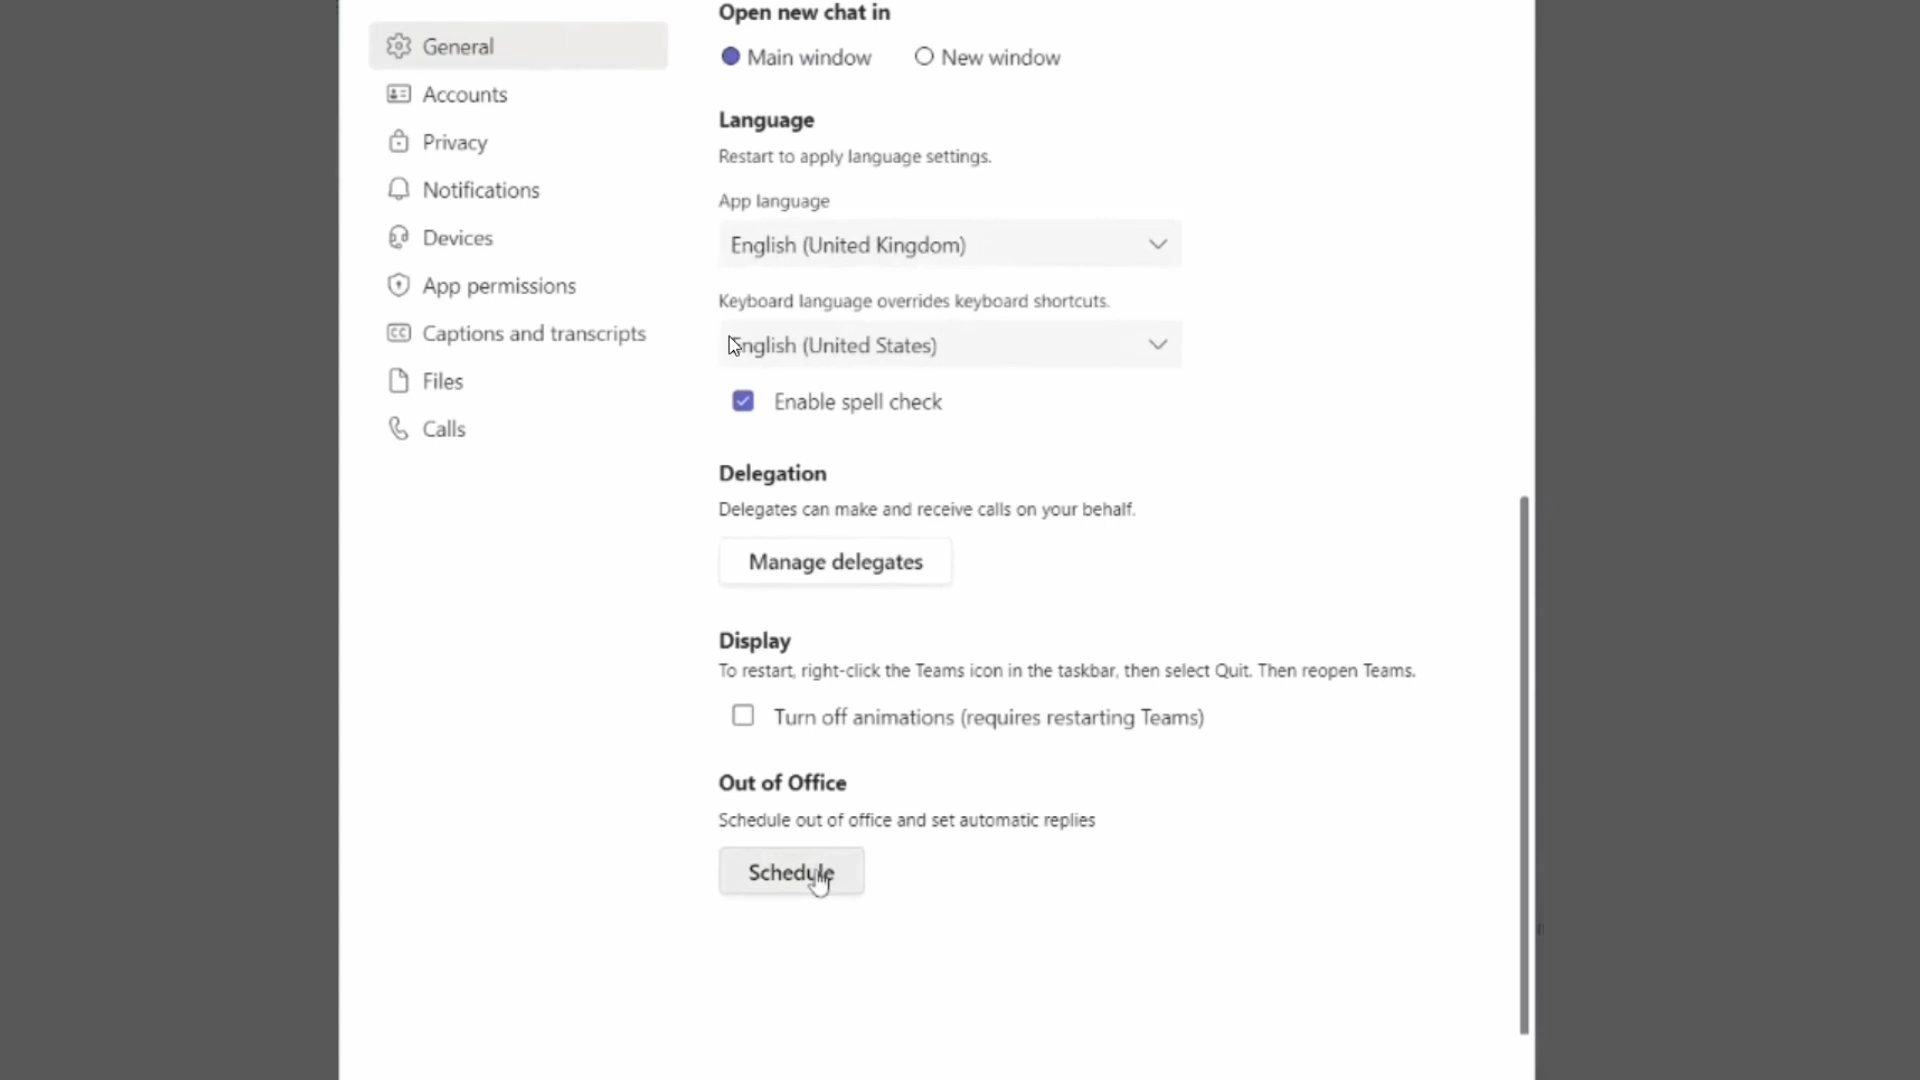 General
Accounts
Privacy
Notifications
Devices
App permissions
CC Captions and transcripts
Files
Calls
Open new chat in
Main window New window
Language
Restart to apply language settings.
App language
English (United Kingdom)
Keyboard language overrides keyboard shortcuts.
English (United States)
Enable spell check
Delegation
Delegates can make and receive calls on your behalf.
Manage delegates
Display
To restart, right-click the Teams icon in the taskbar, then select Quit. Then reopen Teams.
Turn off animations (requires restarting Teams)
Out of Office
Schedule out of office and set automatic replies
Schedule